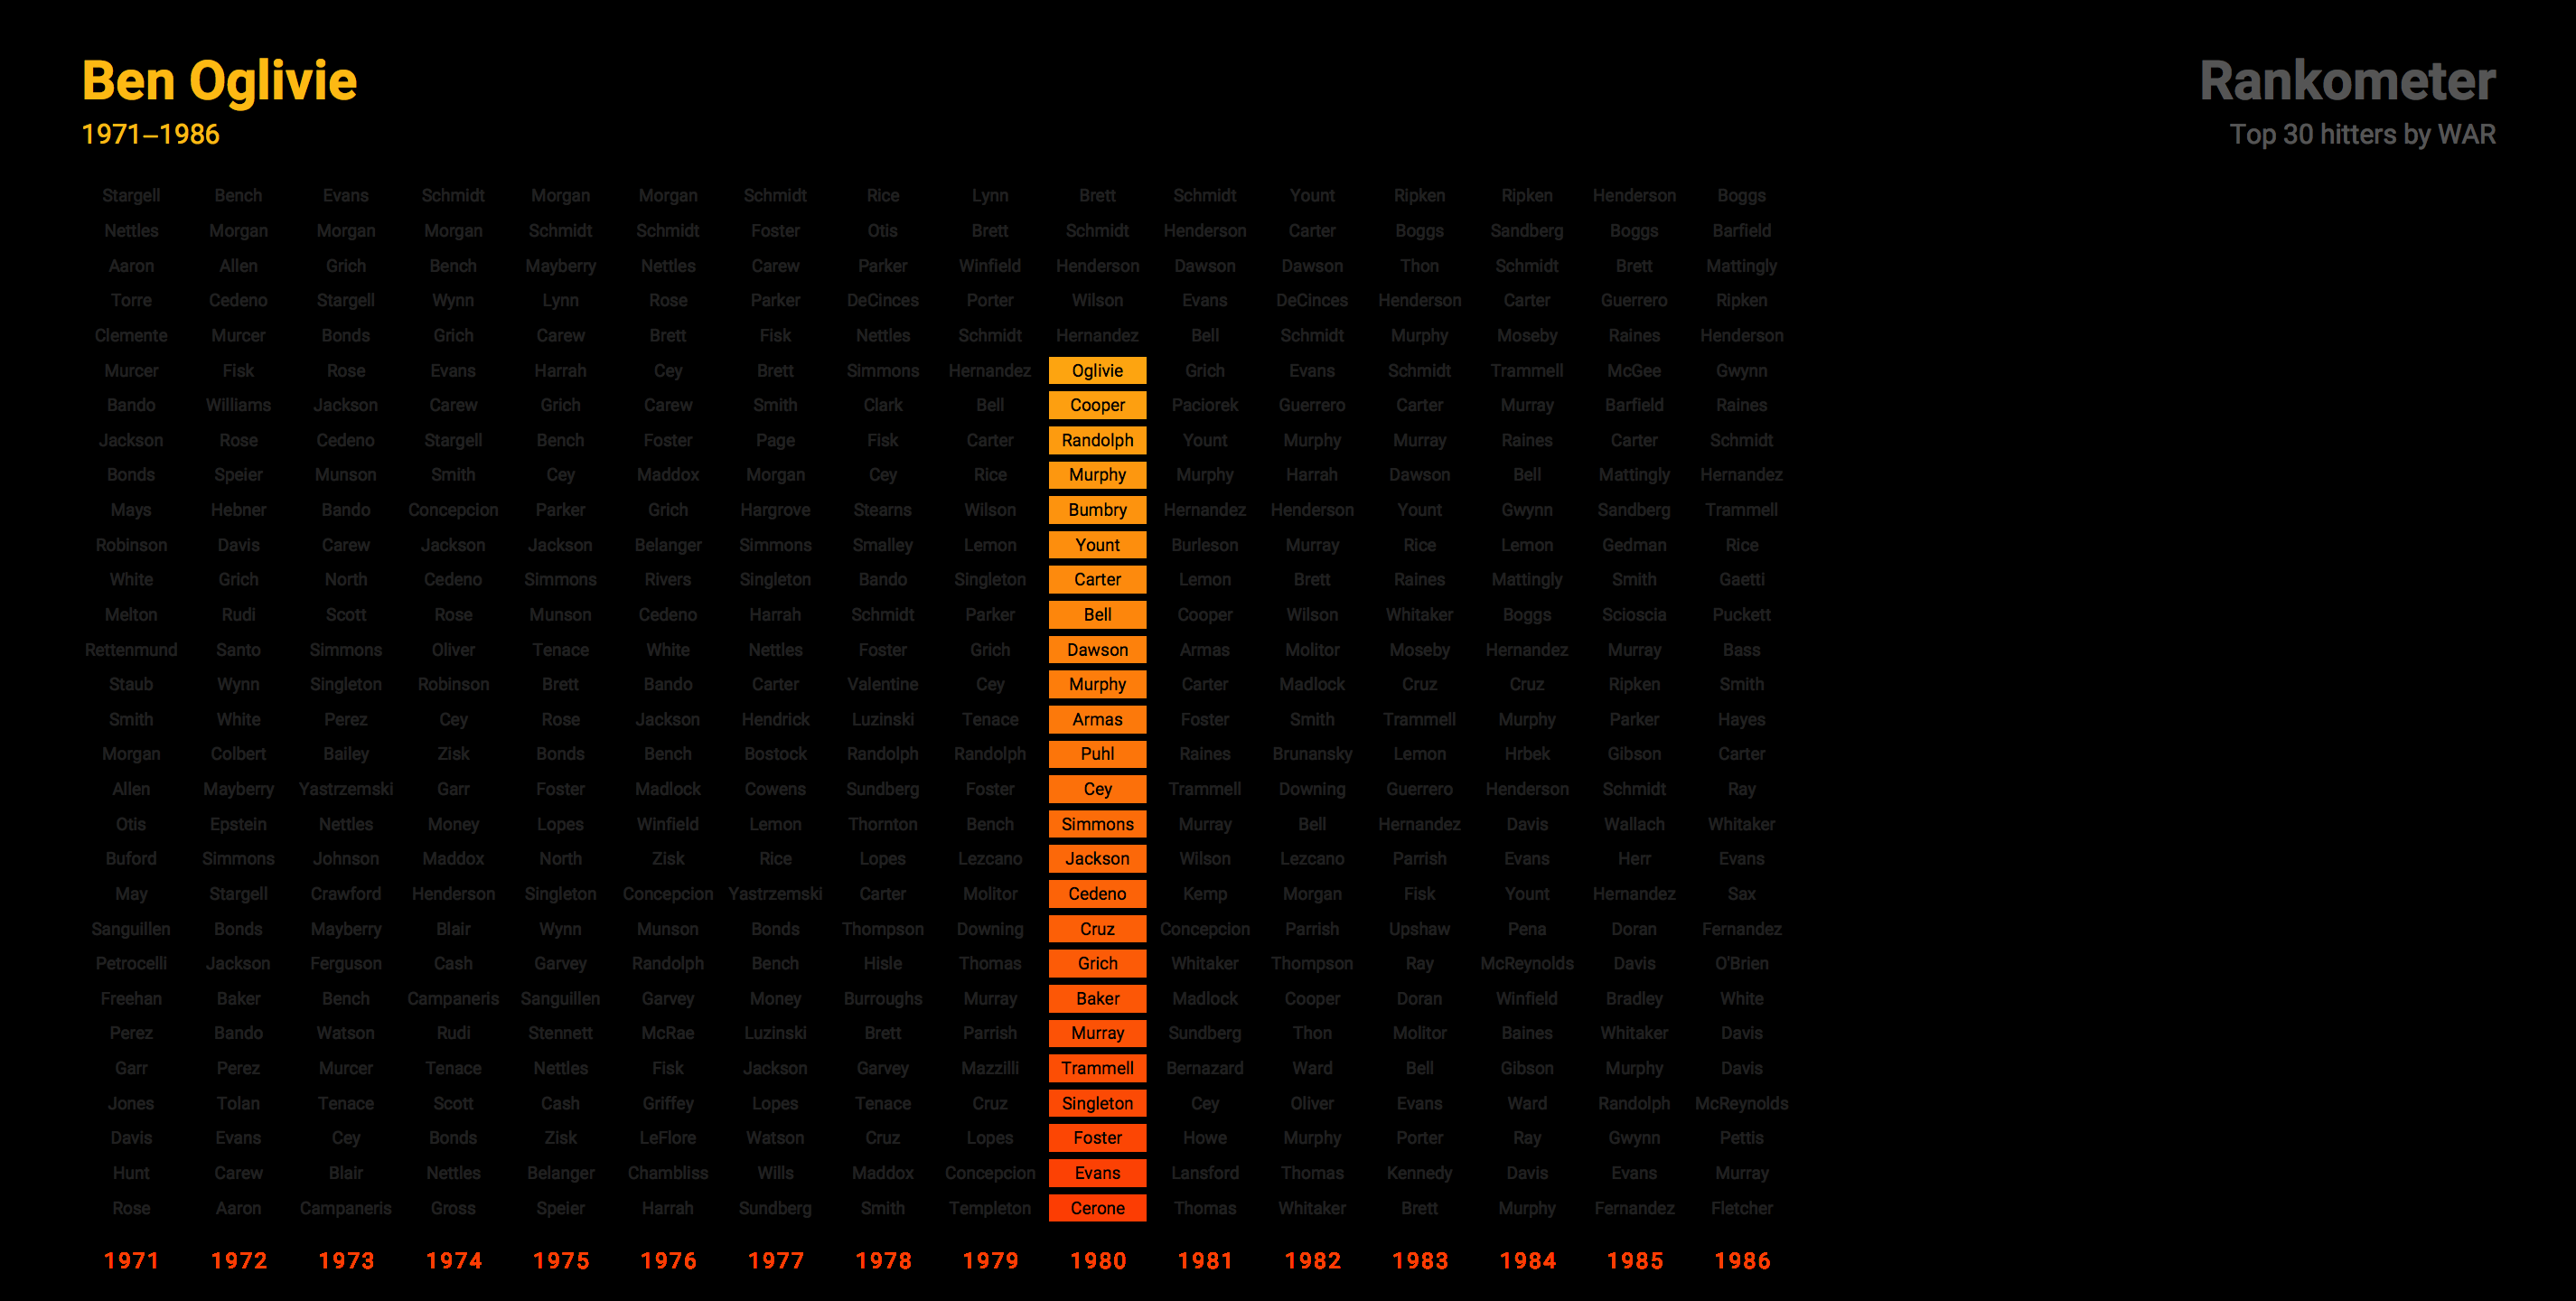 Ben Oglivie
1971–1986
Rankometer
Top 30 hitters by WAR
Stargell Bench Evans Schmidt Morgan Morgan Schmidt Rice Lynn Brett Schmidt Yount Ripken Ripken Henderson Boggs
Nettles Morgan Morgan Morgan Schmidt Schmidt Foster Otis Brett Schmidt Henderson Carter Boggs Sandberg Boggs Barfield
Aaron Allen Grich Bench Mayberry Nettles Carew Parker Winfield Henderson Dawson Dawson Thon Schmidt Brett Mattingly
Torre Cedeno Stargell Wynn Lynn Rose Parker DeCinces Porter Wilson Evans DeCinces Henderson Carter Guerrero Ripken
Clemente Murcer Bonds Grich Carew Brett Fisk Nettles Schmidt Hernandez Bell Schmidt Murphy Moseby Raines Henderson
Murcer Fisk Rose Evans Harrah Cey Brett Simmons Hernandez Oglivie Grich Evans Schmidt Trammell McGee Gwynn
Bando Williams Jackson Carew Grich Carew Smith Clark Bell Cooper Paciorek Guerrero Carter Murray Barfield Raines
Jackson Rose Cedeno Stargell Bench Foster Page Fisk Carter Randolph Yount Murphy Murray Raines Carter Schmidt
Bonds Speier Munson Smith Cey Maddox Morgan Cey Rice Murphy Murphy Harrah Dawson Bell Mattingly Hernandez
Mays Hebner Bando Concepcion Parker Grich Hargrove Stearns Wilson Bumbry Hernandez Henderson Yount Gwynn Sandberg Trammell
Robinson Davis Carew Jackson Jackson Belanger Simmons Smalley Lemon Yount Burleson Murray Rice Lemon Gedman Rice
White Grich North Cedeno Simmons Rivers Singleton Bando Singleton Carter Lemon Brett Raines Mattingly Smith Gaetti
Melton Rudi Scott Rose Munson Cedeno Harrah Schmidt Parker Bell Cooper Wilson Whitaker Boggs Scioscia Puckett
Rettenmund Santo Simmons Oliver Tenace White Nettles Foster Grich Dawson Armas Molitor Moseby Hernandez Murray Bass
Staub Wynn Singleton Robinson Brett Bando Carter Valentine Cey Murphy Carter Madlock Cruz Cruz Ripken Smith
Smith White Perez Cey Rose Jackson Hendrick Luzinski Tenace Armas Foster Smith Trammell Murphy Parker Hayes
Morgan Colbert Bailey Zisk Bonds Bench Bostock Randolph Randolph Puhl Raines Brunansky Lemon Hrbek Gibson Carter
Allen Mayberry Yastrzemski Garr Foster Madlock Cowens Sundberg Foster Cey Trammell Downing Guerrero Henderson Schmidt Ray
Otis Epstein Nettles Money Lopes Winfield Lemon Thornton Bench Simmons Murray Bell Hernandez Davis Wallach Whitaker
Buford Simmons Johnson Maddox North Zisk Rice Lopes Lezcano Jackson Wilson Lezcano Parrish Evans Herr Evans
May Stargell Crawford Henderson Singleton Concepcion Yastrzemski Carter Molitor Cedeno Kemp Morgan Fisk Yount Hernandez Sax
Sanguillen Bonds Mayberry Blair Wynn Munson Bonds Thompson Downing Cruz Concepcion Parrish Upshaw Pena Doran Fernandez
Petrocelli Jackson Ferguson Cash Garvey Randolph Bench Hisle Thomas Grich Whitaker Thompson Ray McReynolds Davis O'Brien
Freehan Baker Bench Campaneris Sanguillen Garvey Money Burroughs Murray Baker Madlock Cooper Doran Winfield Bradley White
Perez Bando Watson Rudi Stennett McRae Luzinski Brett Parrish Murray Sundberg Thon Molitor Baines Whitaker Davis
Garr Perez Murcer Tenace Nettles Fisk Jackson Garvey Mazzilli Trammell Bernazard Ward Bell Gibson Murphy Davis
Jones Tolan Tenace Scott Cash Griffey Lopes Tenace Cruz Singleton Cey Oliver Evans Ward Randolph McReynolds
Davis Evans Cey Bonds Zisk LeFlore Watson Cruz Lopes Foster Howe Murphy Porter Ray Gwynn Pettis
Hunt Carew Blair Nettles Belanger Chambliss Wills Maddox Concepcion Evans Lansford Thomas Kennedy Davis Evans Murray
Rose Aaron Campaneris Gross Speier Harrah Sundberg Smith Templeton Cerone Thomas Whitaker Brett Murphy Fernandez Fletcher
1971 1972 1973 1974 1975 1976 1977 1978 1979 1980 1981 1982 1983 1984 1985 1986